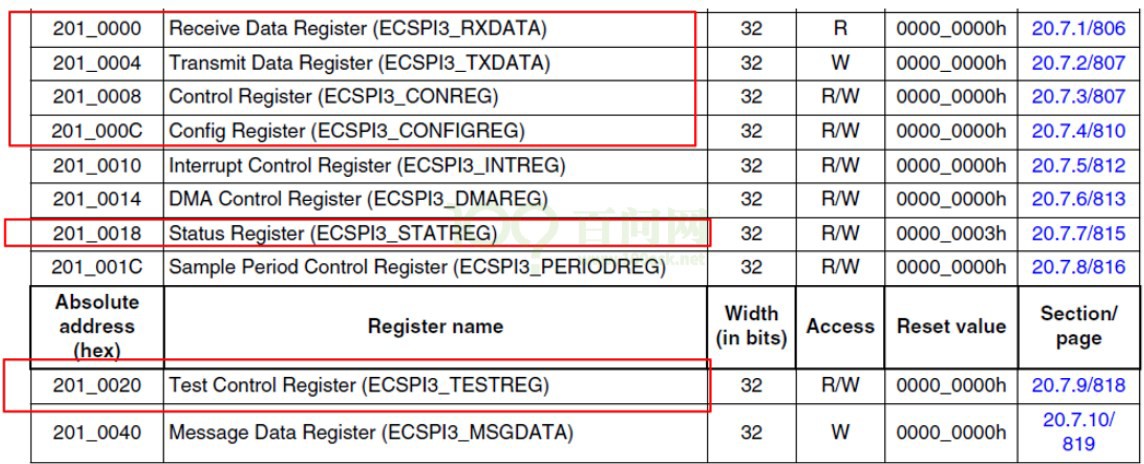 201_0000 Receive Data Register (ECSPI3_RXDATA) 32 R 0000_0000h 20.7.1/806
201_0004 Transmit Data Register (ECSPI3_TXDATA) 32 W 0000_0000h 20.7.2/807
201_0008 Control Register (ECSPI3_CONREG) 32 R/W 0000_0000h 20.7.3/807
201_000C Config Register (ECSPI3_CONFIGREG) 32 R/W 0000_0000h 20.7.4/810
201_0010 Interrupt Control Register (ECSPI3_INTREG) 32 R/W 0000_0000h 20.7.5/812
201_0014 DMA Control Register (ECSPI3_DMAREG) 32 R/W 0000_0000h 20.7.6/813
201_0018 Status Register (ECSPI3_STATREG) 32 R/W 0000_0003h 20.7.7/815
百问网
201_001C Sample Period Control Register (ECSPI3_PERIODREG) 32 R/W 0000_0000h 20.7.8/816
Absolute
address
(hex)
Register name
Width
(in bits)
Access
Reset value
Section/
page
201_0020 Test Control Register (ECSPI3_TESTREG) 32 R/W 0000_0000h 20.7.9/818
201_0040 Message Data Register (ECSPI3_MSGDATA) 32 W 0000_0000h 20.7.10/
819